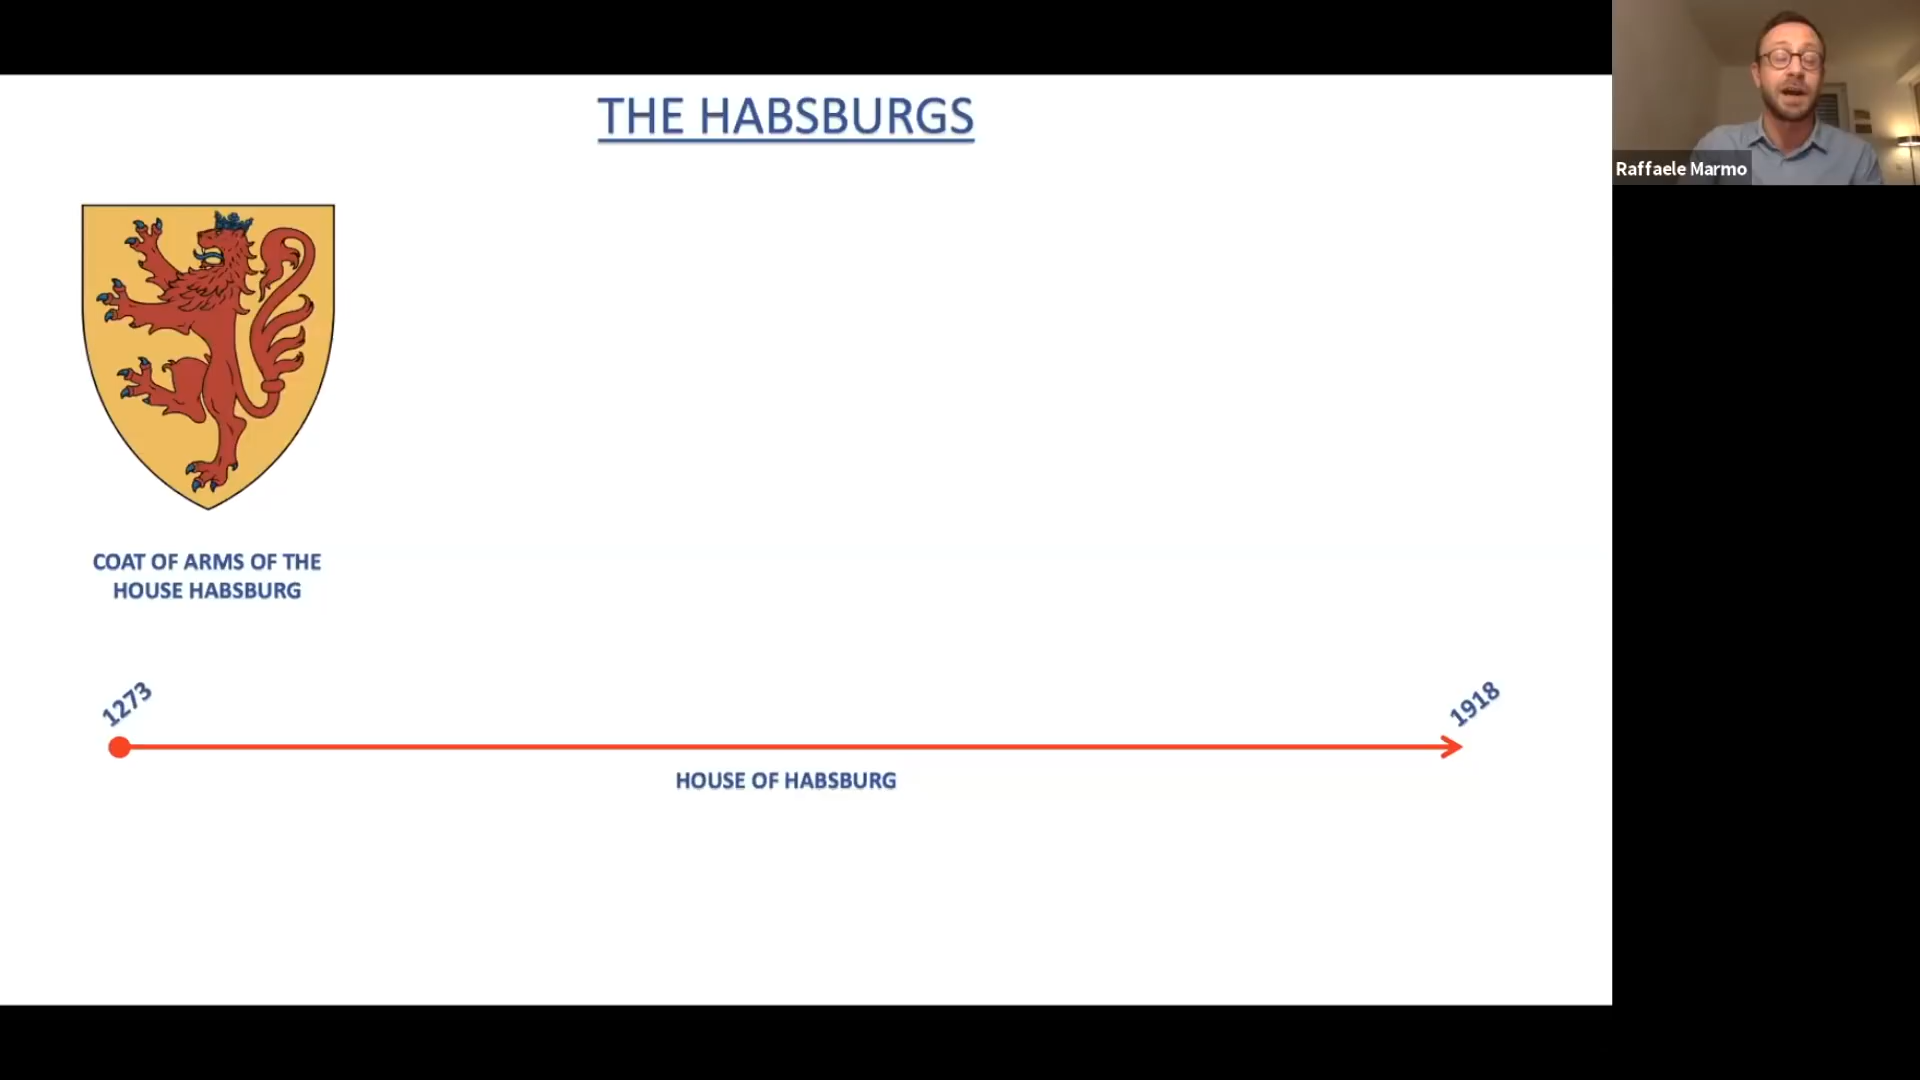 THE HABSBURGS
Raffaele Marmo
COAT OF ARMS OF THE
HOUSE HABSBURG
1273
1918
HOUSE OF HABSBURG